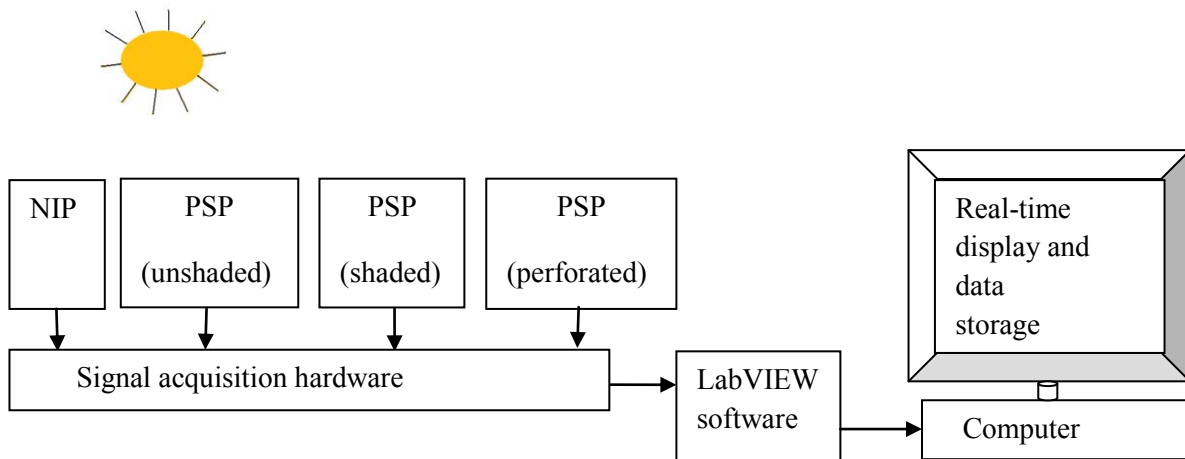 NIP
PSP
(unshaded)
PSP
(shaded)
PSP
(perforated)
Real-time
display and
data
storage
Signal acquisition hardware
LabVIEW
software
Computer